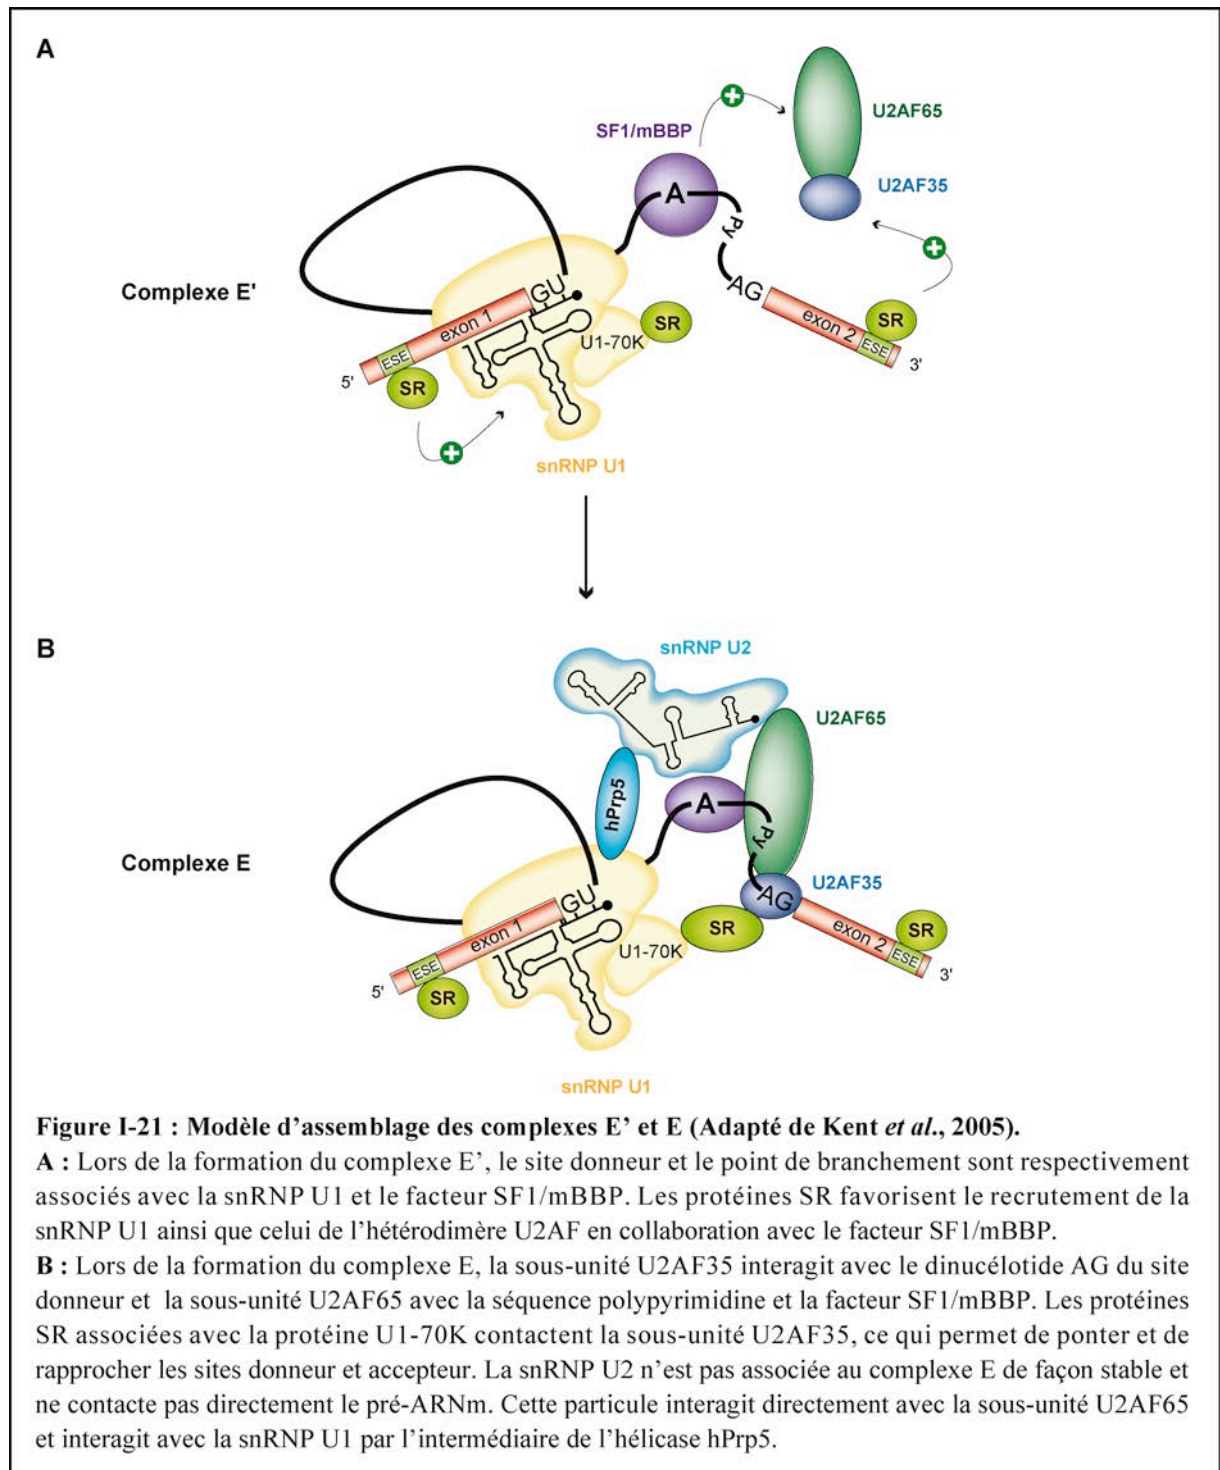 A
U2AF65
SF1/mBBP
U2AF35
A
Py
Complexe E'
GU
AG
exon 1
SR
SR
U1-70K
exon 2
ESE
ESE
5'
SR
3'
snRNP U1
B
snRNP U2
U2AF65
hPrp5
A
Py
Complexe E
U2AF35
GU
AG
exon 1
SR
SR
U1-70K
exon 2
ESE
ESE
5'
SR
3'
snRNP U1
Figure I-21 : Modèle d’assemblage des complexes E’ et E (Adapté de Kent et al., 2005).
A : Lors de la formation du complexe E’, le site donneur et le point de branchement sont respectivement
associés avec la snRNP U1 et le facteur SF1/mBBP. Les protéines SR favorisent le recrutement de la
snRNP U1 ainsi que celui de l’hétérodimère U2AF en collaboration avec le facteur SF1/mBBP.
B : Lors de la formation du complexe E, la sous-unité U2AF35 interagit avec le dinucélotide AG du site
donneur et la sous-unité U2AF65 avec la séquence polypyrimidine et la facteur SF1/mBBP. Les protéines
SR associées avec la protéine U1-70K contactent la sous-unité U2AF35, ce qui permet de ponter et de
rapprocher les sites donneur et accepteur. La snRNP U2 n’est pas associée au complexe E de façon stable et
ne contacte pas directement le pré-ARNm. Cette particule interagit directement avec la sous-unité U2AF65
et interagit avec la snRNP U1 par l’intermédiaire de l’hélicase hPrp5.